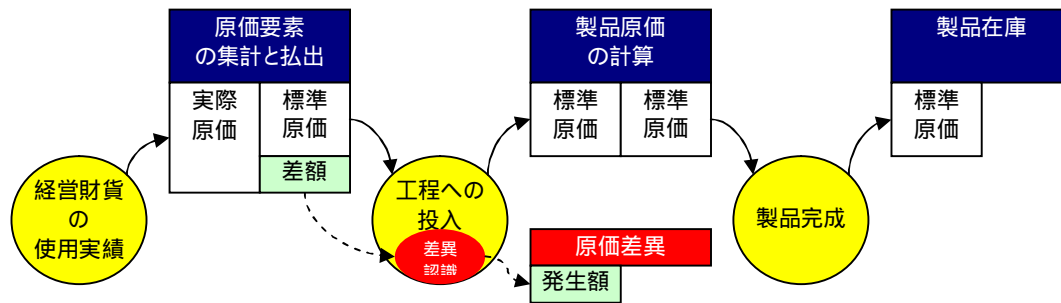 原価要素
の集計と払出
実際
原価
標準
原価
差額
経営財貨
の
使用実績
工程への
投入
差異
認識
製品原価
の計算
標準
原価
標準
原価
原価差異
発生額
製品完成
製品在庫
標準
原価